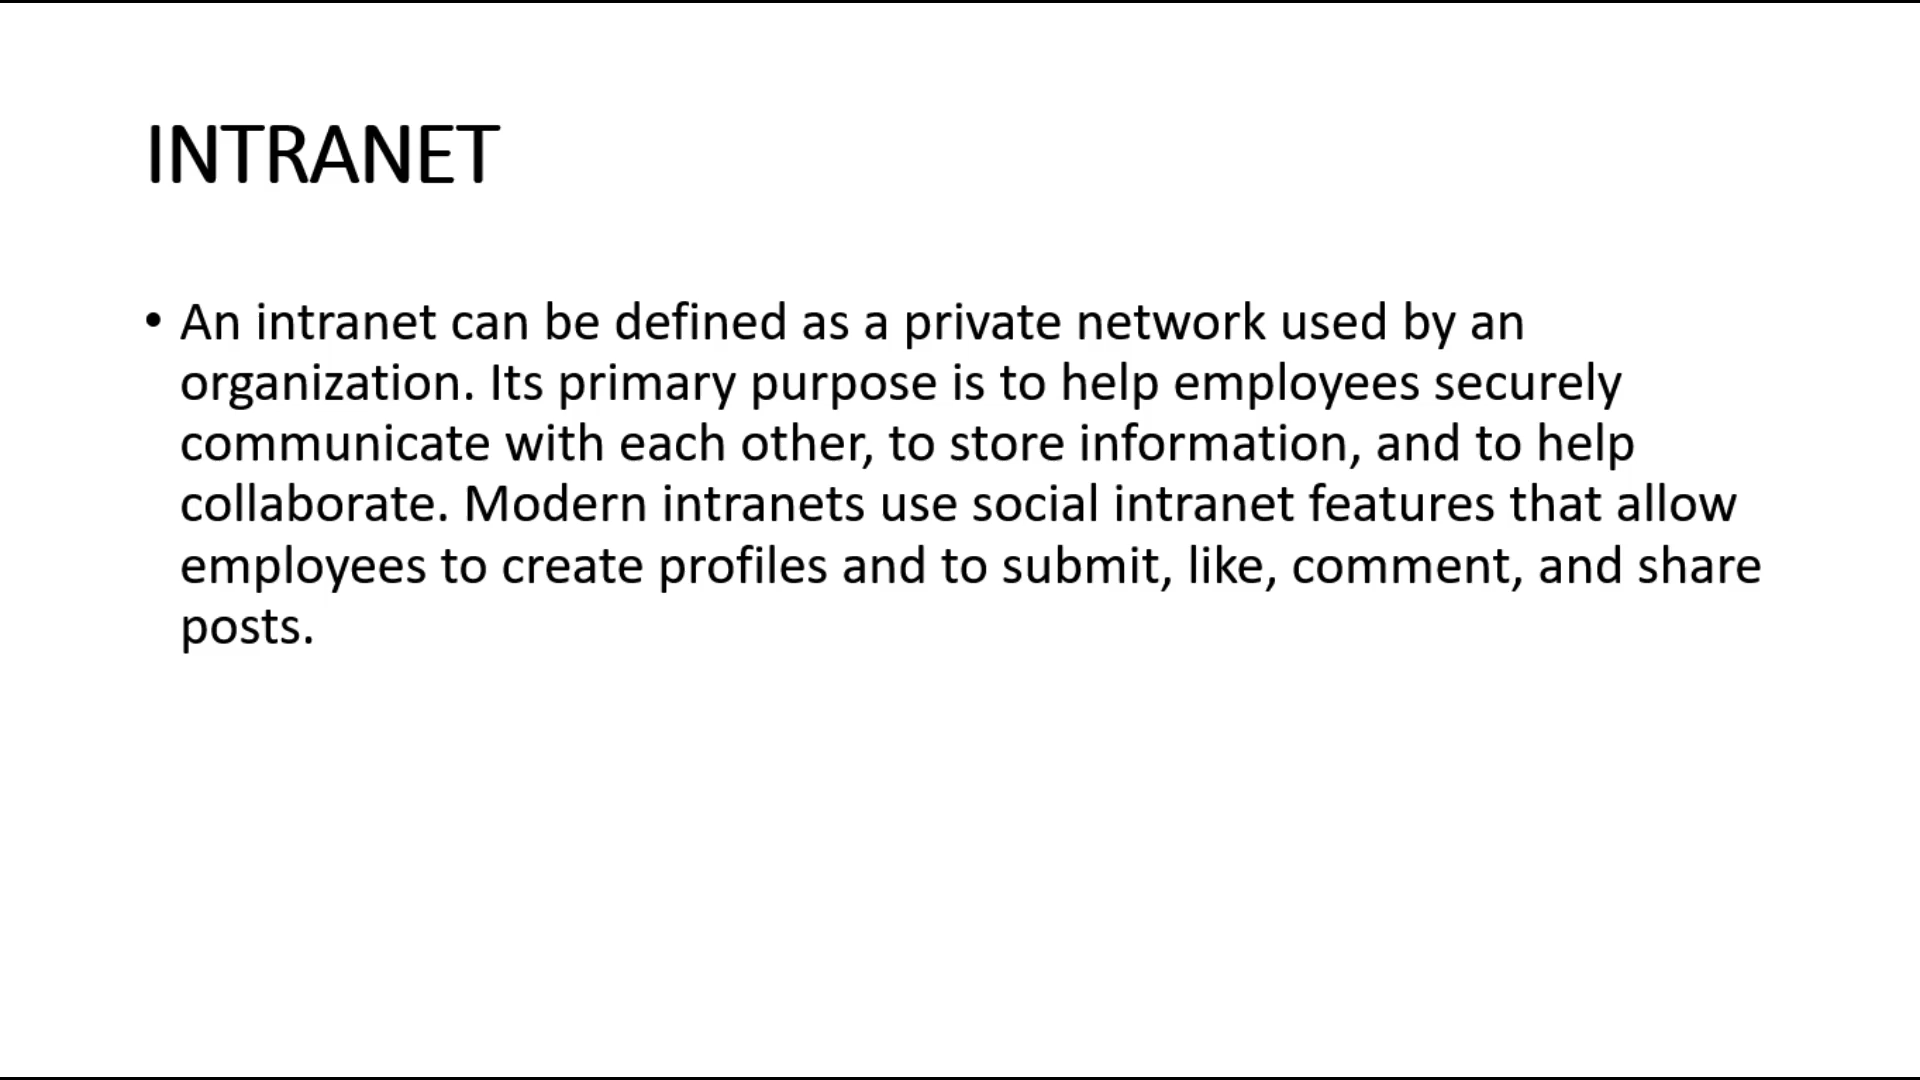 INTRANET
• An intranet can be defined as a private network used by an
organization. Its primary purpose is to help employees securely
communicate with each other, to store information, and to help
collaborate. Modern intranets use social intranet features that allow
employees to create profiles and to submit, like, comment, and share
posts.